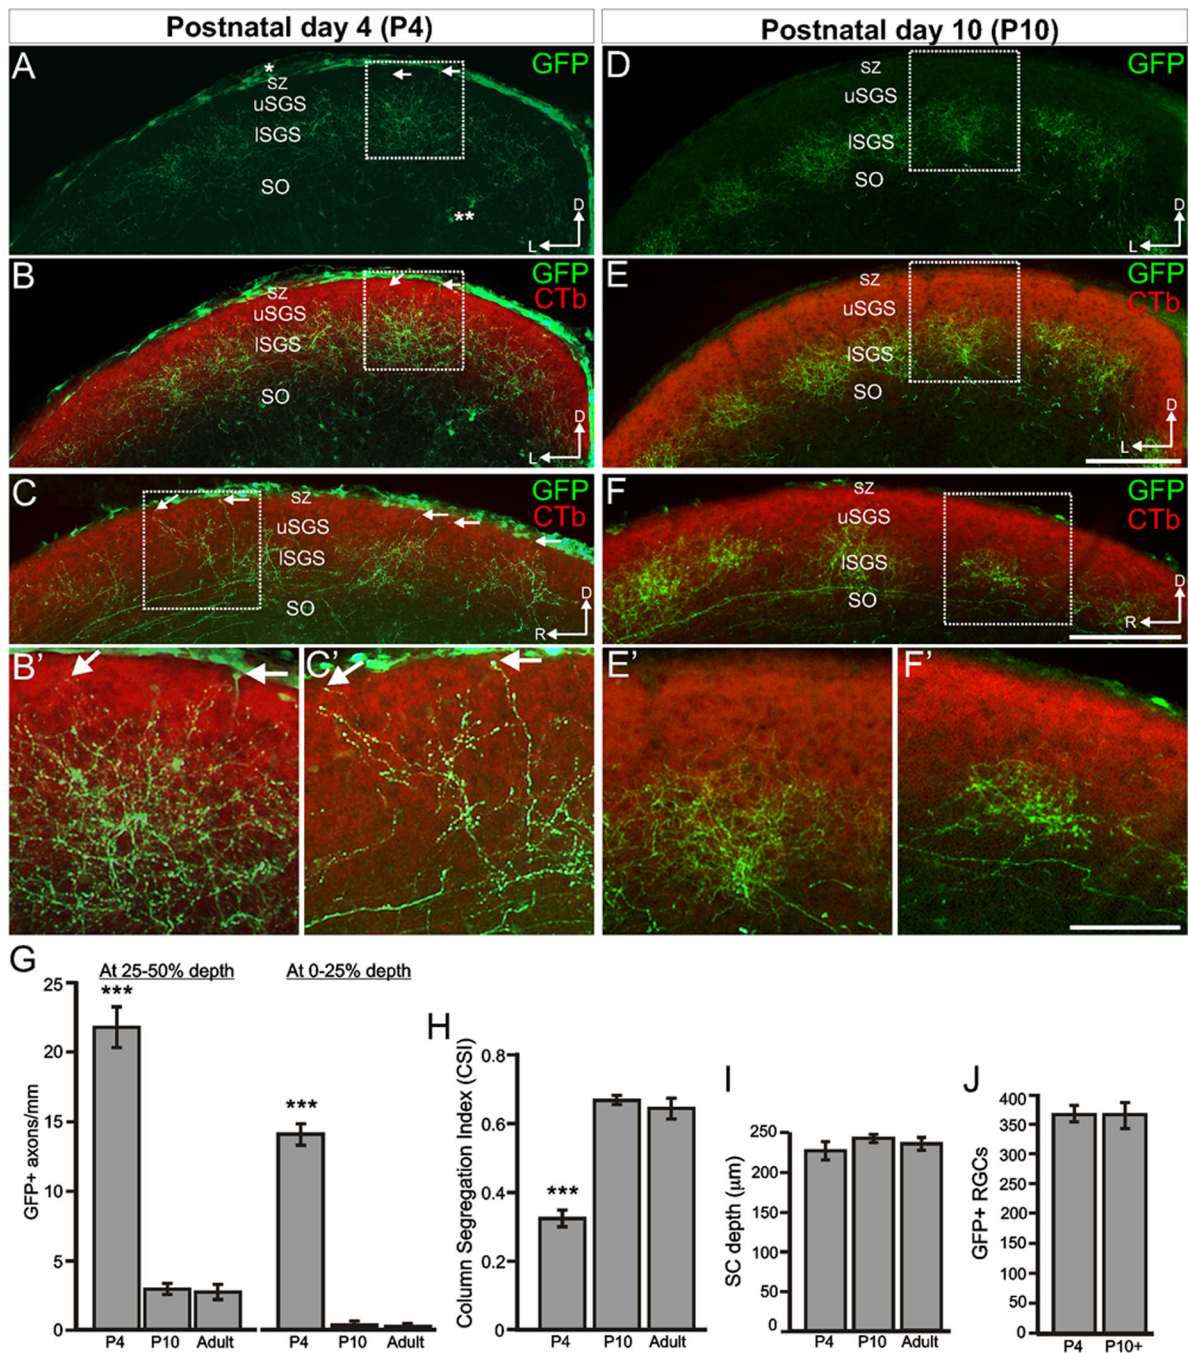 Postnatal day 4 (P4)
Postnatal day 10 (P10)
A
GFP
*
sz
uSGS
lSGS
SO
**
D
L
D
GFP
sz
uSGS
lSGS
SO
D
L
B
GFP
CTb
sz
uSGS
lSGS
SO
D
L
E
GFP
CTb
sz
uSGS
lSGS
SO
D
L
C
GFP
CTb
sz
uSGS
lSGS
SO
D
R
F
GFP
CTb
sz
uSGS
lSGS
SO
D
R
B'
C'
E'
F'
G
At 25-50% depth
At 0-25% depth
GFP+ axons/mm
25
20
15
10
5
0
***
***
P4 P10 Adult P4 P10 Adult
H
Column Segregation Index (CSI)
0.8
0.6
0.4
0.2
0
***
P4 P10 Adult
I
SC depth (µm)
250
200
150
100
50
0
P4 P10 Adult
J
GFP+ RGCs
400
350
300
250
200
150
100
50
0
P4 P10+